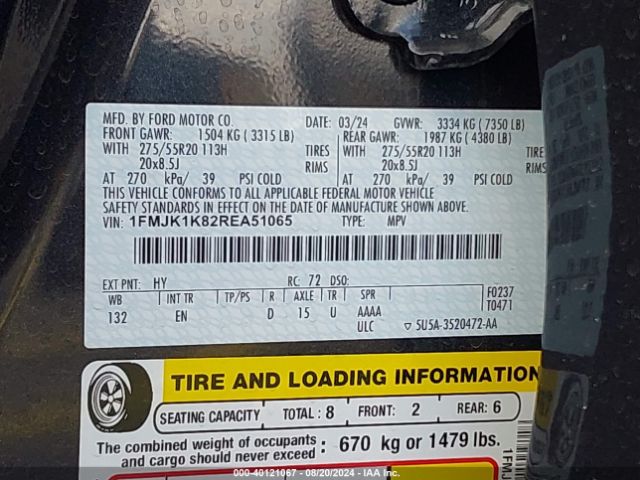 MFD. BY FORD MOTOR CO.
DATE: 03/24 GVWR: 3334 KG (7350 LB)
FRONT GAWR: 1504 KG (3315 LB) REAR GAWR: 1987 KG (4380 LB)
WITH 275/55R20 113H TIRES WITH 275/55R20 113H TIRES
20x8.5J RIMS 20x8.5J RIMS
AT 270 kPa/ 39 PSI COLD AT 270 kPa/ 39 PSI COLD
THIS VEHICLE CONFORMS TO ALL APPLICABLE FEDERAL MOTOR VEHICLE
SAFETY STANDARDS IN EFFECT ON THE DATE OF MANUFACTURE SHOWN ABOVE.
VIN: 1FMJK1K82REA51065 TYPE: MPV
EXT PNT: HY RC: 72 DSO:
WB INT TR TP/PS R AXLE TR SPR
132 EN D 15 U AAAA
ULC
F0237
T0471
5U5A-3520472-AA
TIRE AND LOADING INFORMATION
SEATING CAPACITY TOTAL : 8 FRONT: 2 REAR: 6
The combined weight of occupants and cargo should never exceed : 670 kg or 1479 lbs.
1FMJ
000-40121067 - 08/20/2024 - IAA Inc.